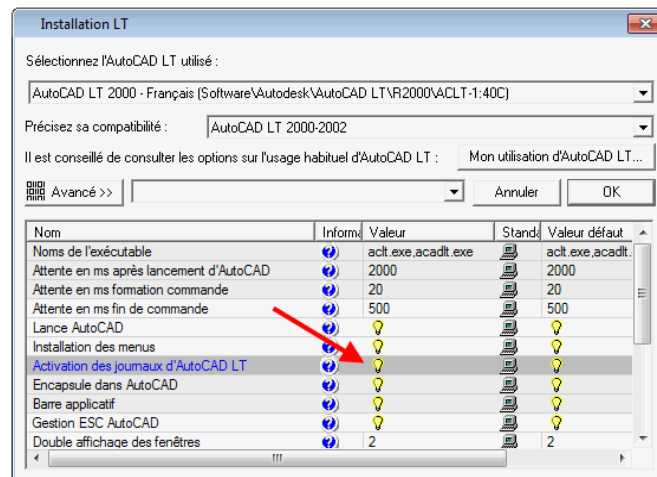 Installation LT
Sélectionnez l'AutoCAD LT utilisé :
AutoCAD LT 2000 - Français (Software\Autodesk\AutoCAD LT\R2000\ACLT-1:40C)
Précisez sa compatibilité : AutoCAD LT 2000-2002
Il est conseillé de consulter les options sur l'usage habituel d'AutoCAD LT : Mon utilisation d'AutoCAD LT...
Avancé >> Annuler OK
Nom Informa Valeur Standa Valeur défaut
Noms de l'exécutable aclt.exe,acadlt.exe aclt.exe,acadlt.
Attente en ms après lancement d'AutoCAD 2000 2000
Attente en ms formation commande 20 20
Attente en ms fin de commande 500 500
Lance AutoCAD
Installation des menus
Activation des journaux d'AutoCAD LT
Encapsule dans AutoCAD
Barre applicatif
Gestion ESC AutoCAD
Double affichage des fenêtres 2 2